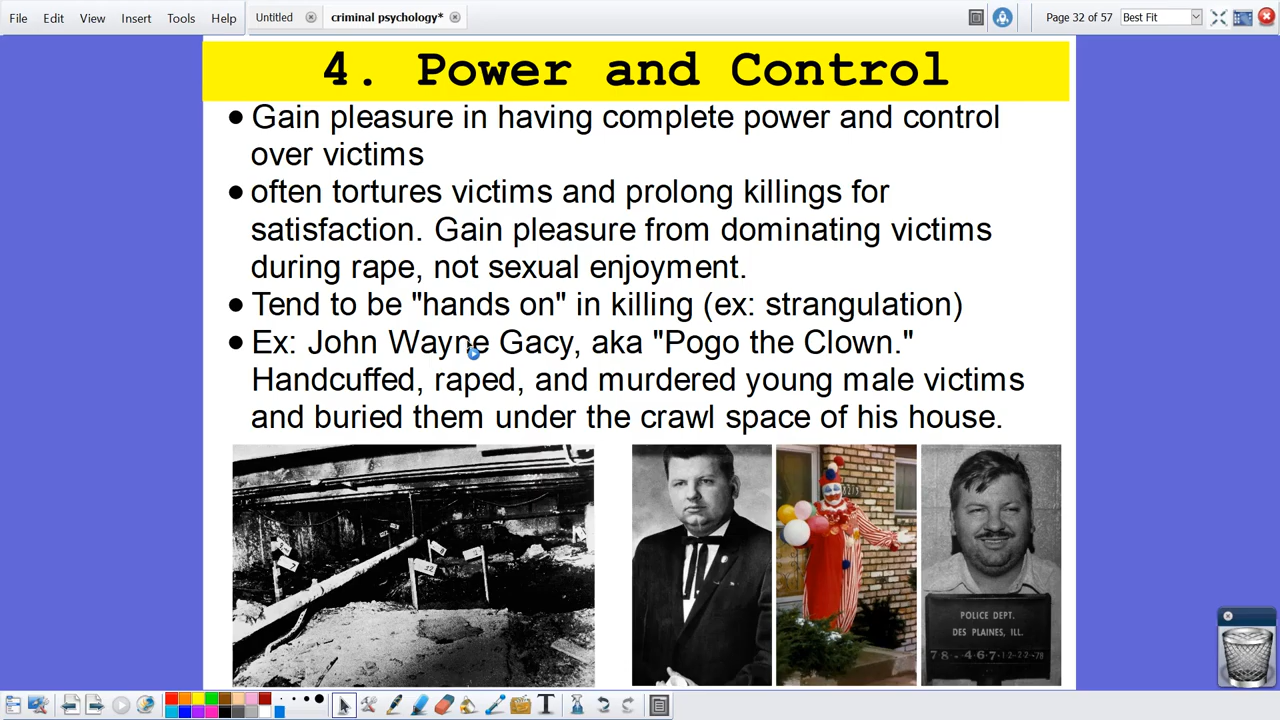 File Edit View Insert Tools Help Untitled criminal psychology* Page 32 of 57 Best Fit
4. Power and Control
● Gain pleasure in having complete power and control
over victims
● often tortures victims and prolong killings for
satisfaction. Gain pleasure from dominating victims
during rape, not sexual enjoyment.
● Tend to be "hands on" in killing (ex: strangulation)
● Ex: John Wayne Gacy, aka "Pogo the Clown."
Handcuffed, raped, and murdered young male victims
and buried them under the crawl space of his house.
POLICE DEPT.
DES PLAINES, ILL.
78-467 12-22-78